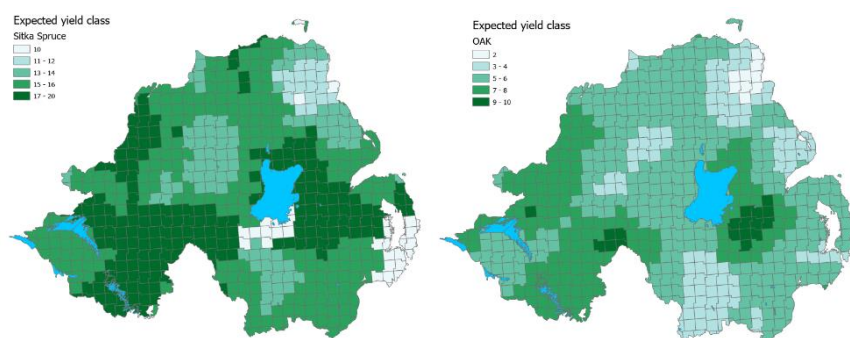 Expected yield class
Sitka Spruce
10
11 - 12
13 - 14
15 - 16
17 - 20
Expected yield class
OAK
2
3 - 4
5 - 6
7 - 8
9 - 10